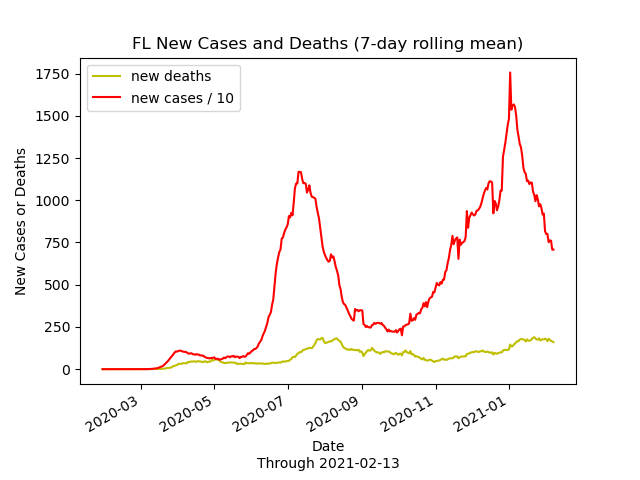 FL New Cases and Deaths (7-day rolling mean)
new deaths
new cases / 10
New Cases or Deaths
1750
1500
1250
1000
750
500
250
0
2020-03
2020-05
2020-07
2020-09
2020-11
2021-01
Date
Through 2021-02-13